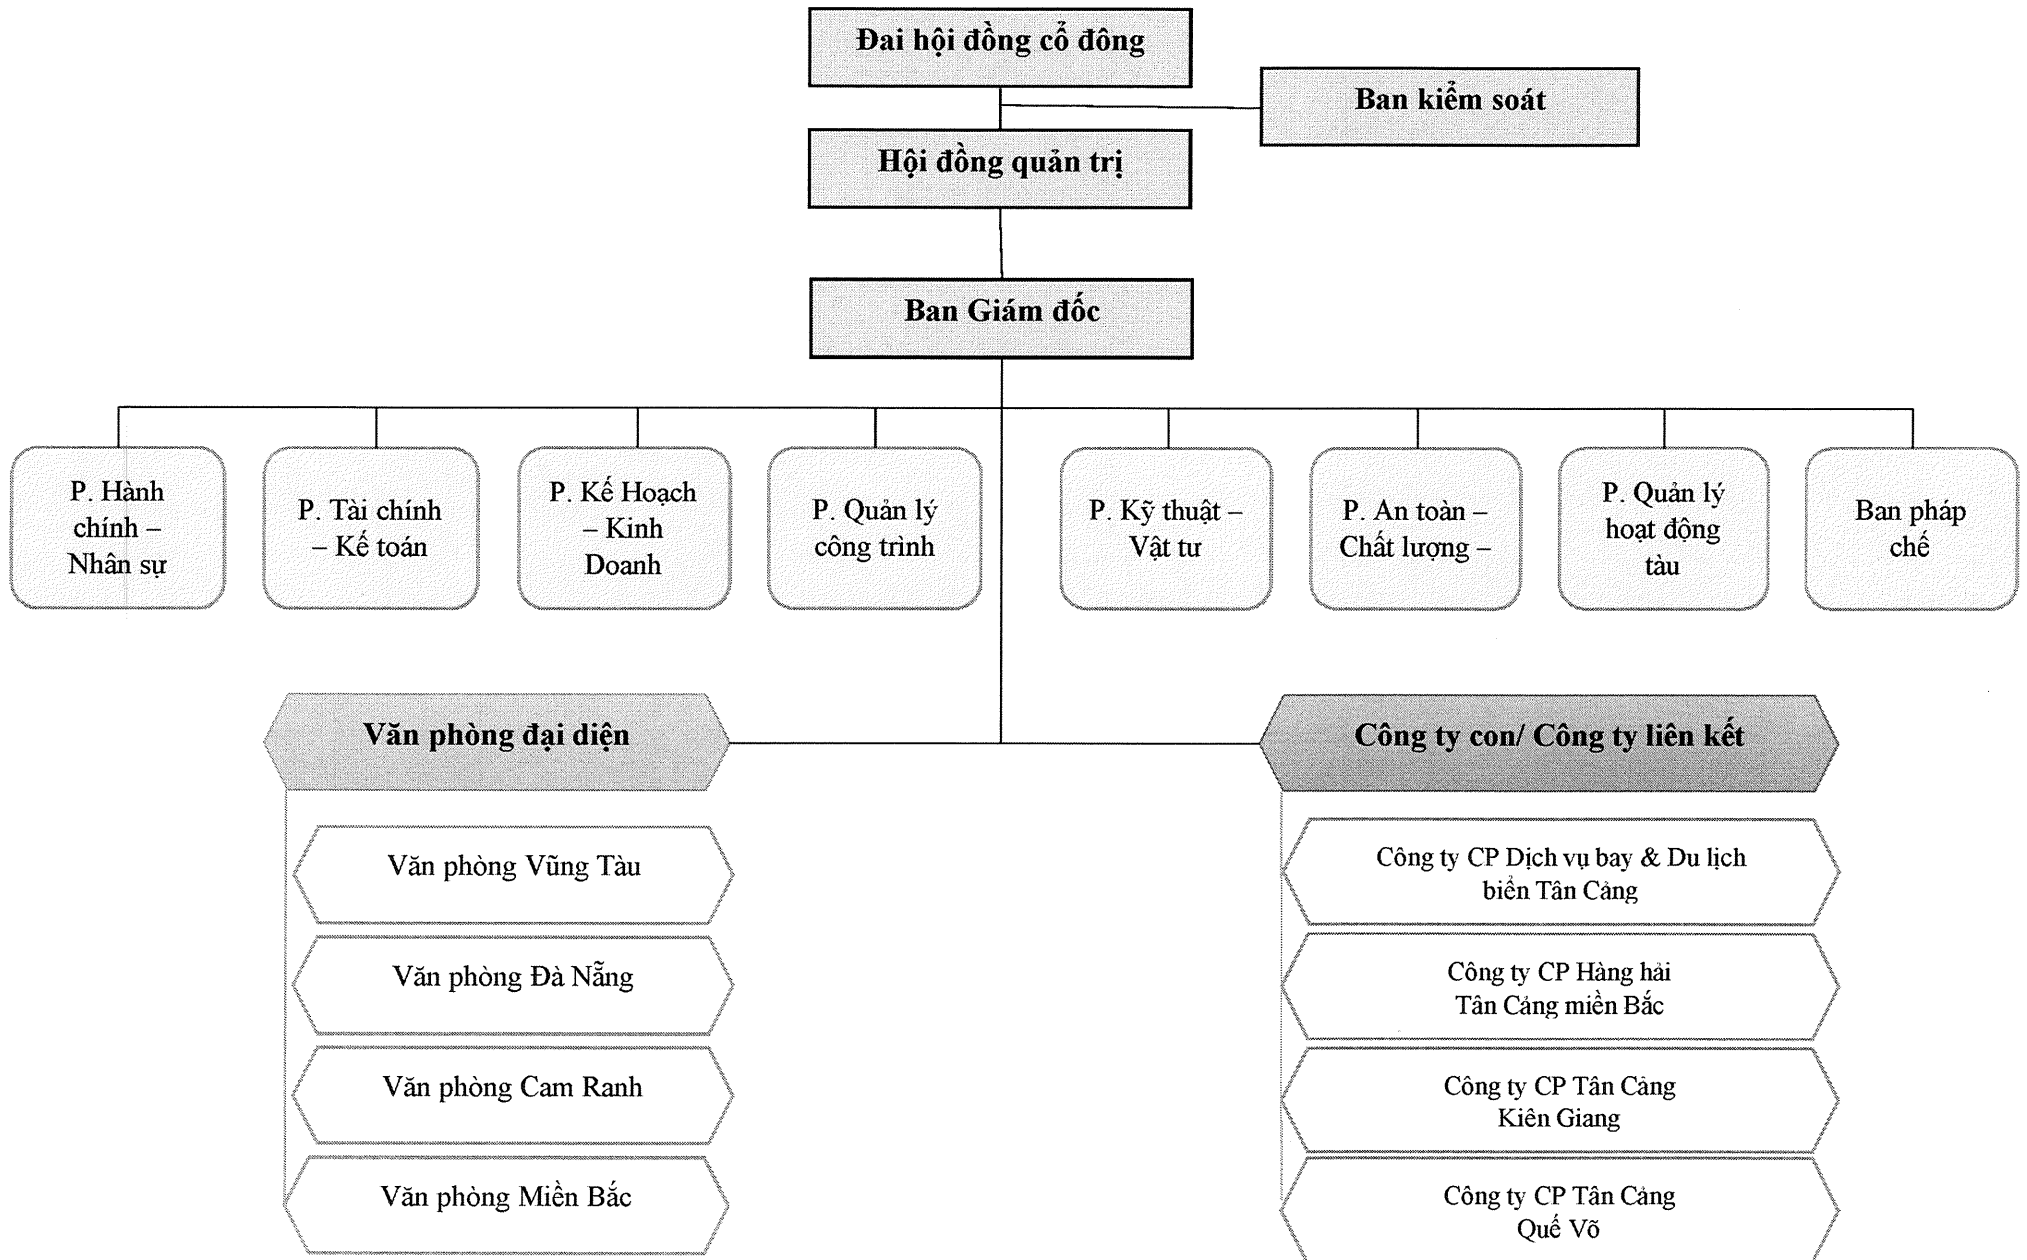 Đai hội đồng cổ đông
Ban kiểm soát
Hội đồng quản trị
Ban Giám đốc
P. Hành
chính –
Nhân sự
P. Tài chính
– Kế toán
P. Kế Hoạch
– Kinh
Doanh
P. Quản lý
công trình
P. Kỹ thuật –
Vật tư
P. An toàn –
Chất lượng –
P. Quản lý
hoạt động
tàu
Ban pháp
chế
Văn phòng đại diện
Văn phòng Vũng Tàu
Văn phòng Đà Nẵng
Văn phòng Cam Ranh
Văn phòng Miền Bắc
Công ty con/ Công ty liên kết
Công ty CP Dịch vụ bay & Du lịch
biển Tân Cảng
Công ty CP Hàng hải
Tân Cảng miền Bắc
Công ty CP Tân Cảng
Kiên Giang
Công ty CP Tân Cảng
Quế Võ